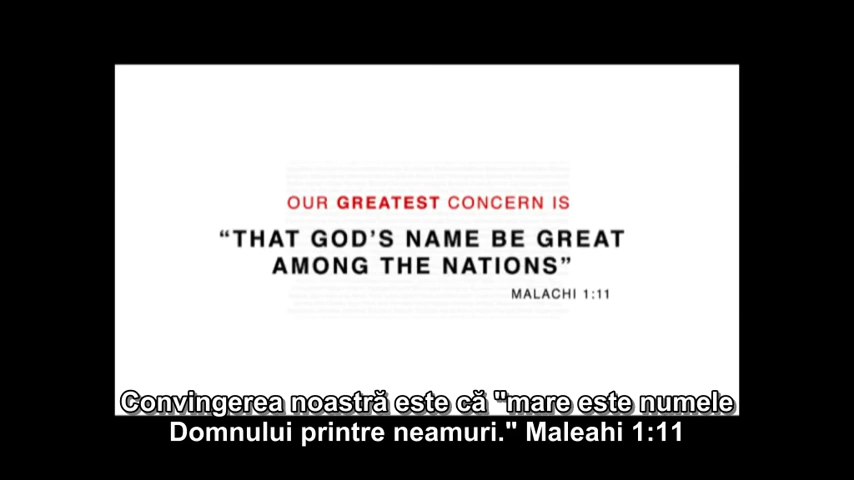 OUR GREATEST CONCERN IS
“THAT GOD’S NAME BE GREAT
AMONG THE NATIONS”
MALACHI 1:11
Convingerea noastră este că "mare este numele
Domnului printre neamuri." Maleahi 1:11